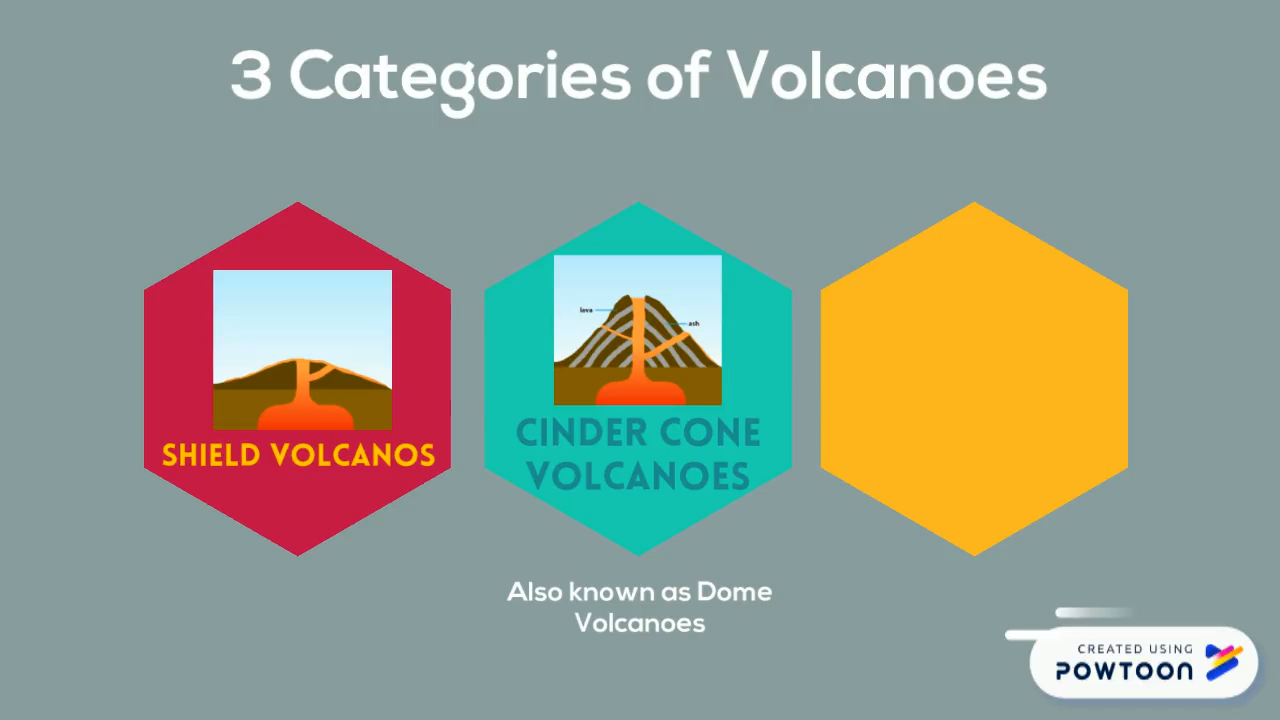 3 Categories of Volcanoes
lava
ash
SHIELD VOLCANOS
CINDER CONE
VOLCANOES
Also known as Dome
Volcanoes
CREATED USING
POWTOON